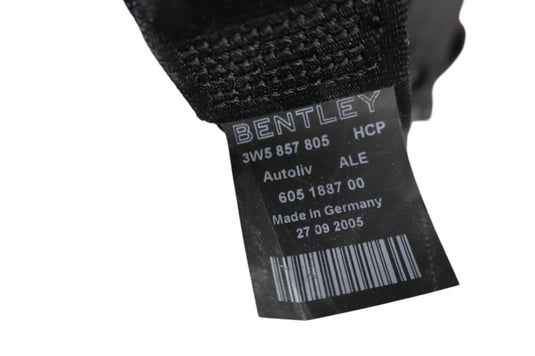 BENTLEY
3W5 857 805 HCP
Autoliv ALE
605 1887 00
Made in Germany
27 09 2005